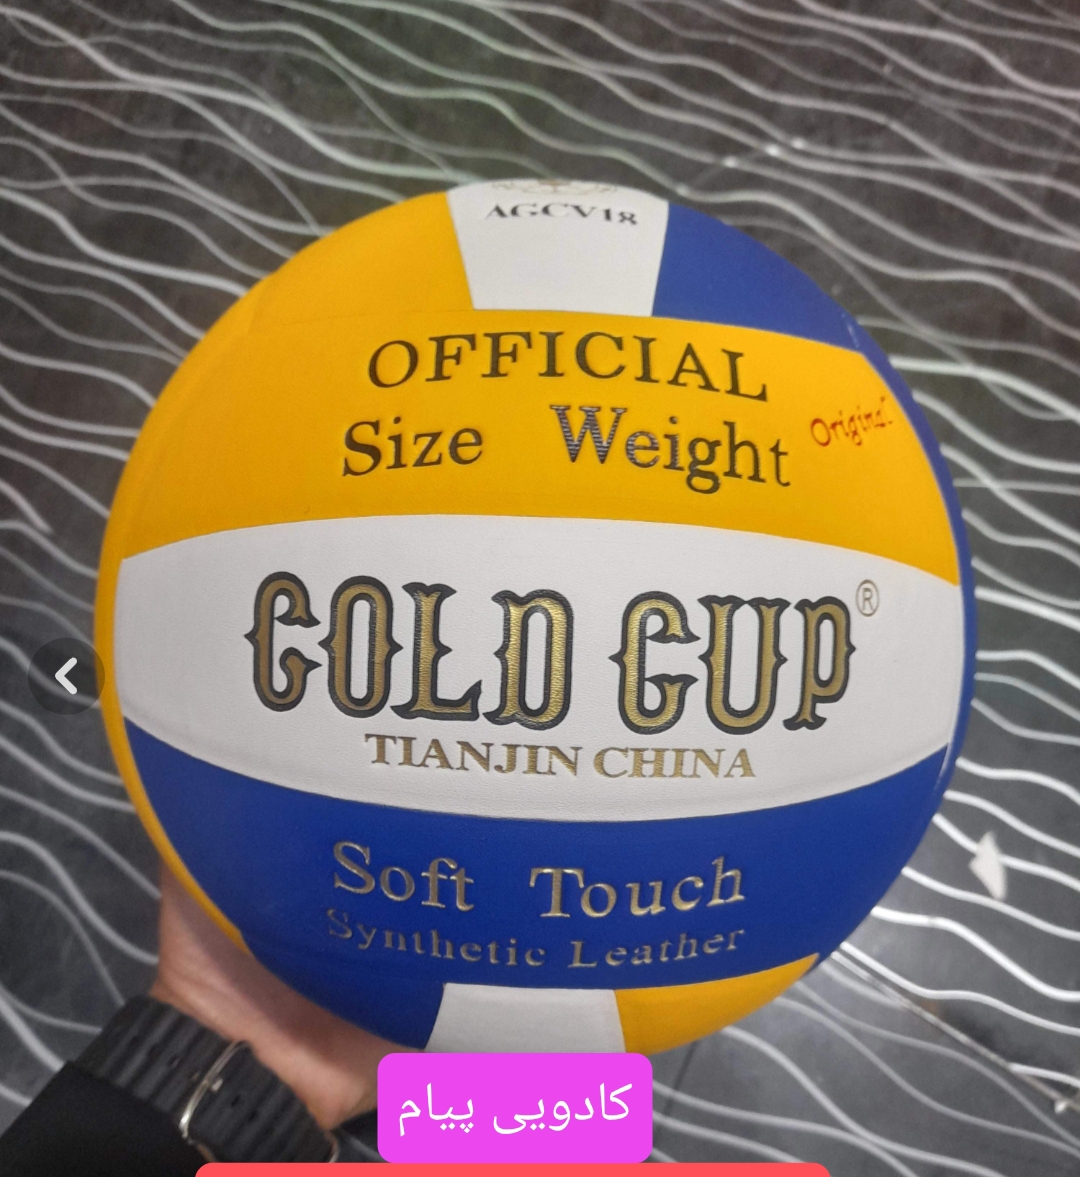 AGCV18
OFFICIAL
Size Weight
Original
GOLD CUP®
TIANJIN CHINA
Soft Touch
Synthetic Leather
کادویی پیام